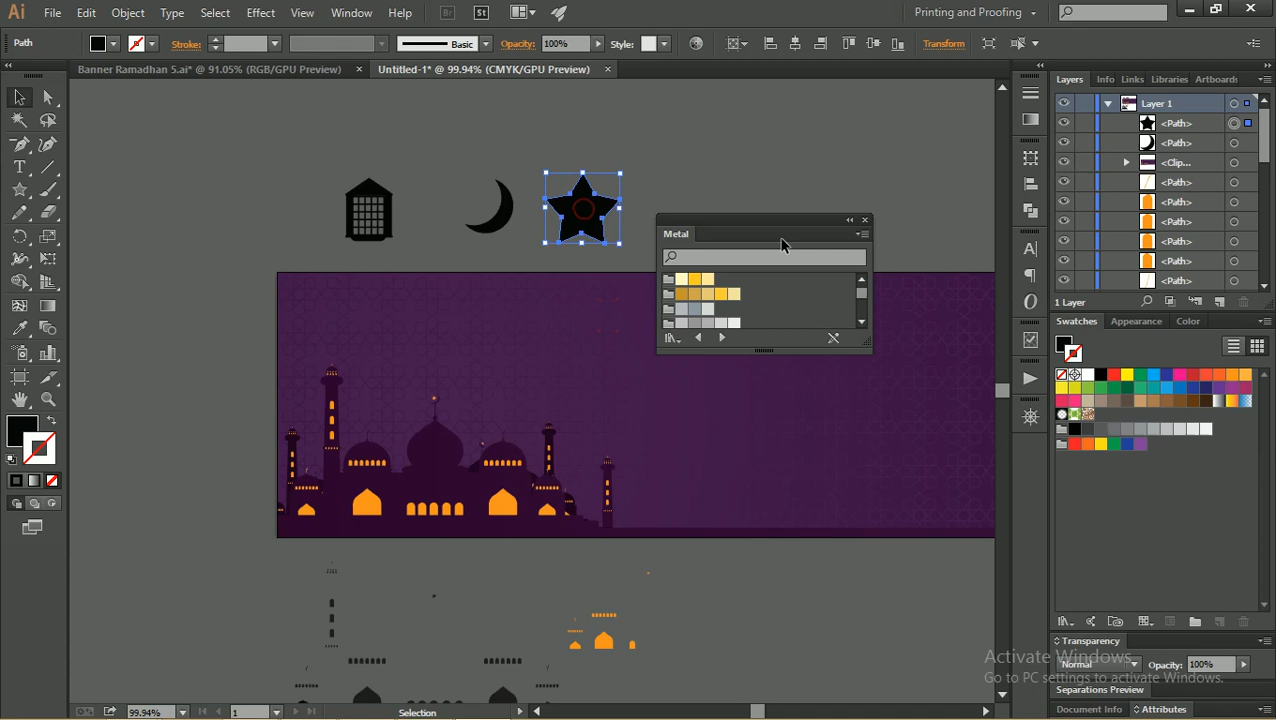 Ai File Edit Object Type Select Effect View Window Help Br St Printing and Proofing
Path Stroke: Basic Opacity: 100% Style: Transform
Banner Ramadhan 5.ai* @ 91.05% (RGB/GPU Preview) × Untitled-1* @ 99.94% (CMYK/GPU Preview) ×
Layers Info Links Libraries Artboards
Layer 1
<Path>
<Path>
<Clip...
<Path>
<Path>
<Path>
<Path>
<Path>
<Path>
1 Layer
Metal
Swatches Appearance Color
Transparency
Normal Opacity: 100%
Separations Preview
Document Info Attributes
Activate Windows
Go to PC settings to activate Windows.
99.94% 1 Selection